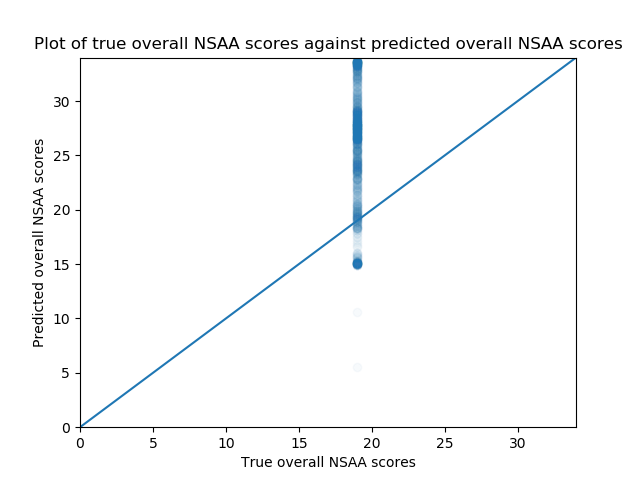 Plot of true overall NSAA scores against predicted overall NSAA scores
30
25
20
15
10
5
0
Predicted overall NSAA scores
0 5 10 15 20 25 30
True overall NSAA scores